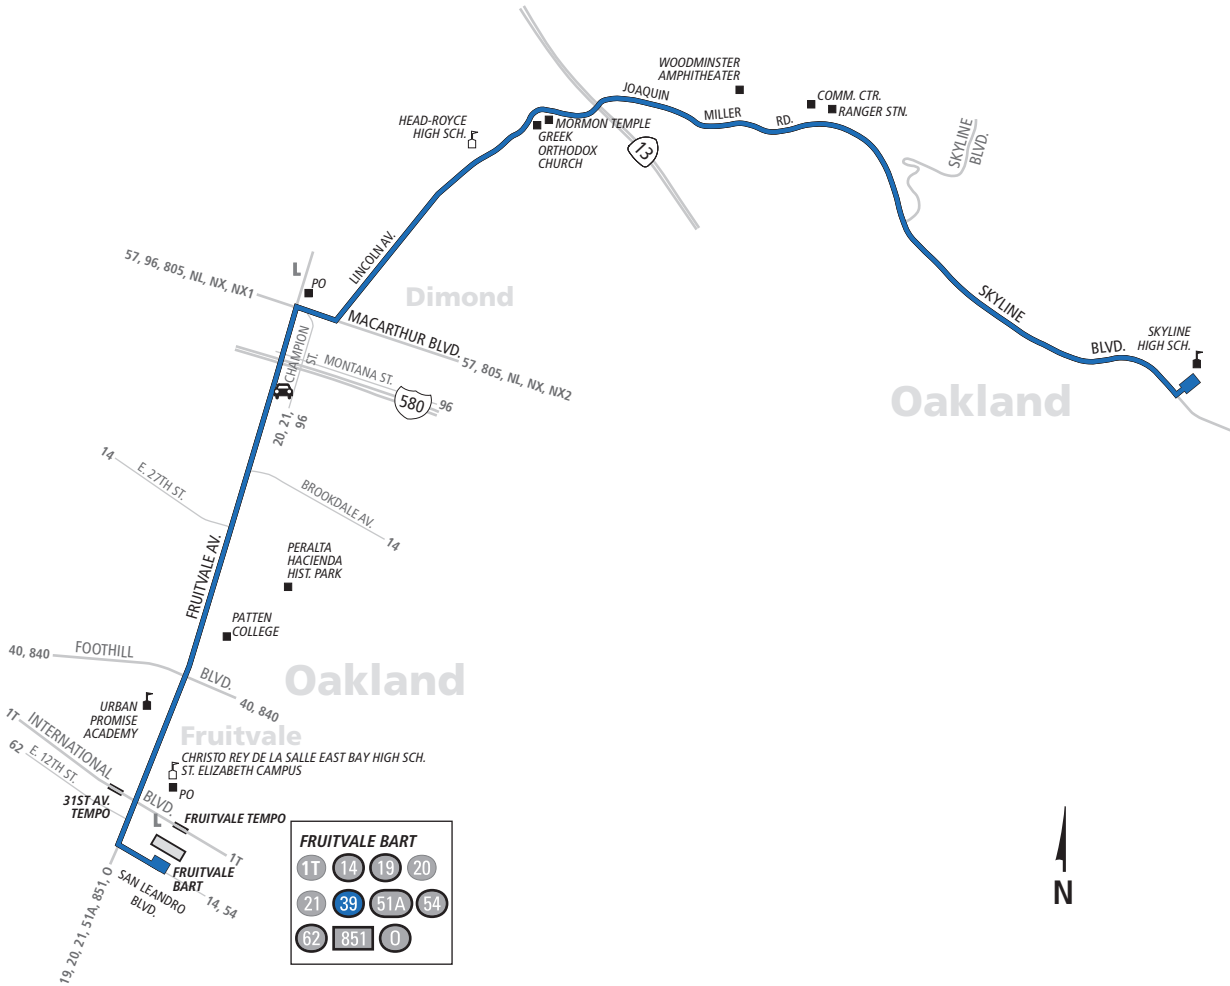 WOODMINSTER
AMPHITHEATER
JOAQUIN
MILLER
RD.
COMM. CTR.
RANGER STN.
HEAD-ROYCE
HIGH SCH.
MORMON TEMPLE
GREEK
ORTHODOX
CHURCH
13
SKYLINE
BLVD.
LINCOLN AV.
57, 96, 805, NL, NX, NX1
L
PO
Dimond
MACARTHUR BLVD.
57, 805, NL, NX, NX2
CHAMPION
ST.
MONTANA ST.
580
96
20, 21,
96
SKYLINE
BLVD.
SKYLINE
HIGH SCH.
Oakland
14
E. 27TH ST.
BROOKDALE AV.
14
FRUITVALE AV.
PERALTA
HACIENDA
HIST. PARK
PATTEN
COLLEGE
40, 840
FOOTHILL
BLVD.
40, 840
Oakland
URBAN
PROMISE
ACADEMY
Fruitvale
1T
INTERNATIONAL
BLVD.
62
E. 12TH ST.
CHRISTO REY DE LA SALLE EAST BAY HIGH SCH.
ST. ELIZABETH CAMPUS
PO
31ST AV.
TEMPO
L
FRUITVALE TEMPO
1T
FRUITVALE
BART
SAN LEANDRO
BLVD.
14, 54
19, 20, 21, 51A, 851, O
FRUITVALE BART
1T 14 19 20
21 39 51A 54
62 851 O
N